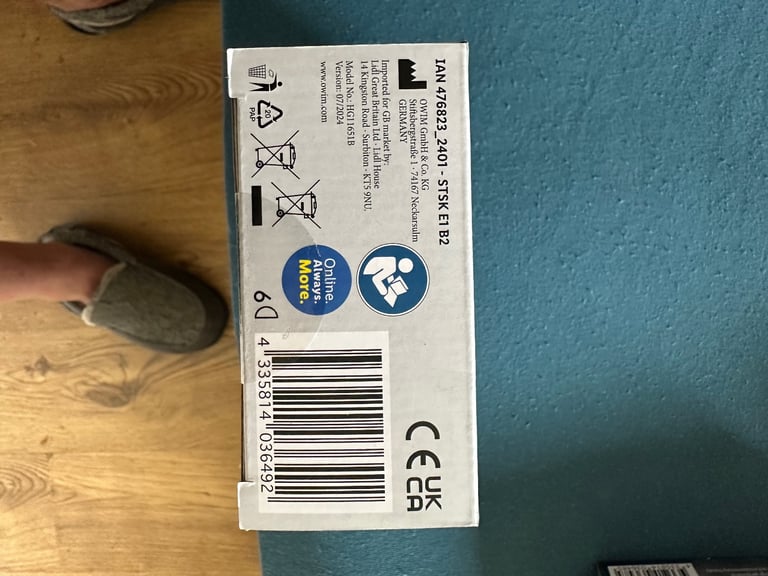 IAN 476823_2401 - STSK E1 B2
OWIM GmbH & Co. KG
Stiftsbergstraße 1 · 74167 Neckarsulm
GERMANY
Imported for GB market by:
Lidl Great Britain Ltd · Lidl House
14 Kingston Road · Surbiton · KT5 9NU.
Model No.: HG11651B
Version: 07/2024
www.owim.com
20
PAP
Online.
Always.
More.
6
4 335814 036492
CE
UK
CA